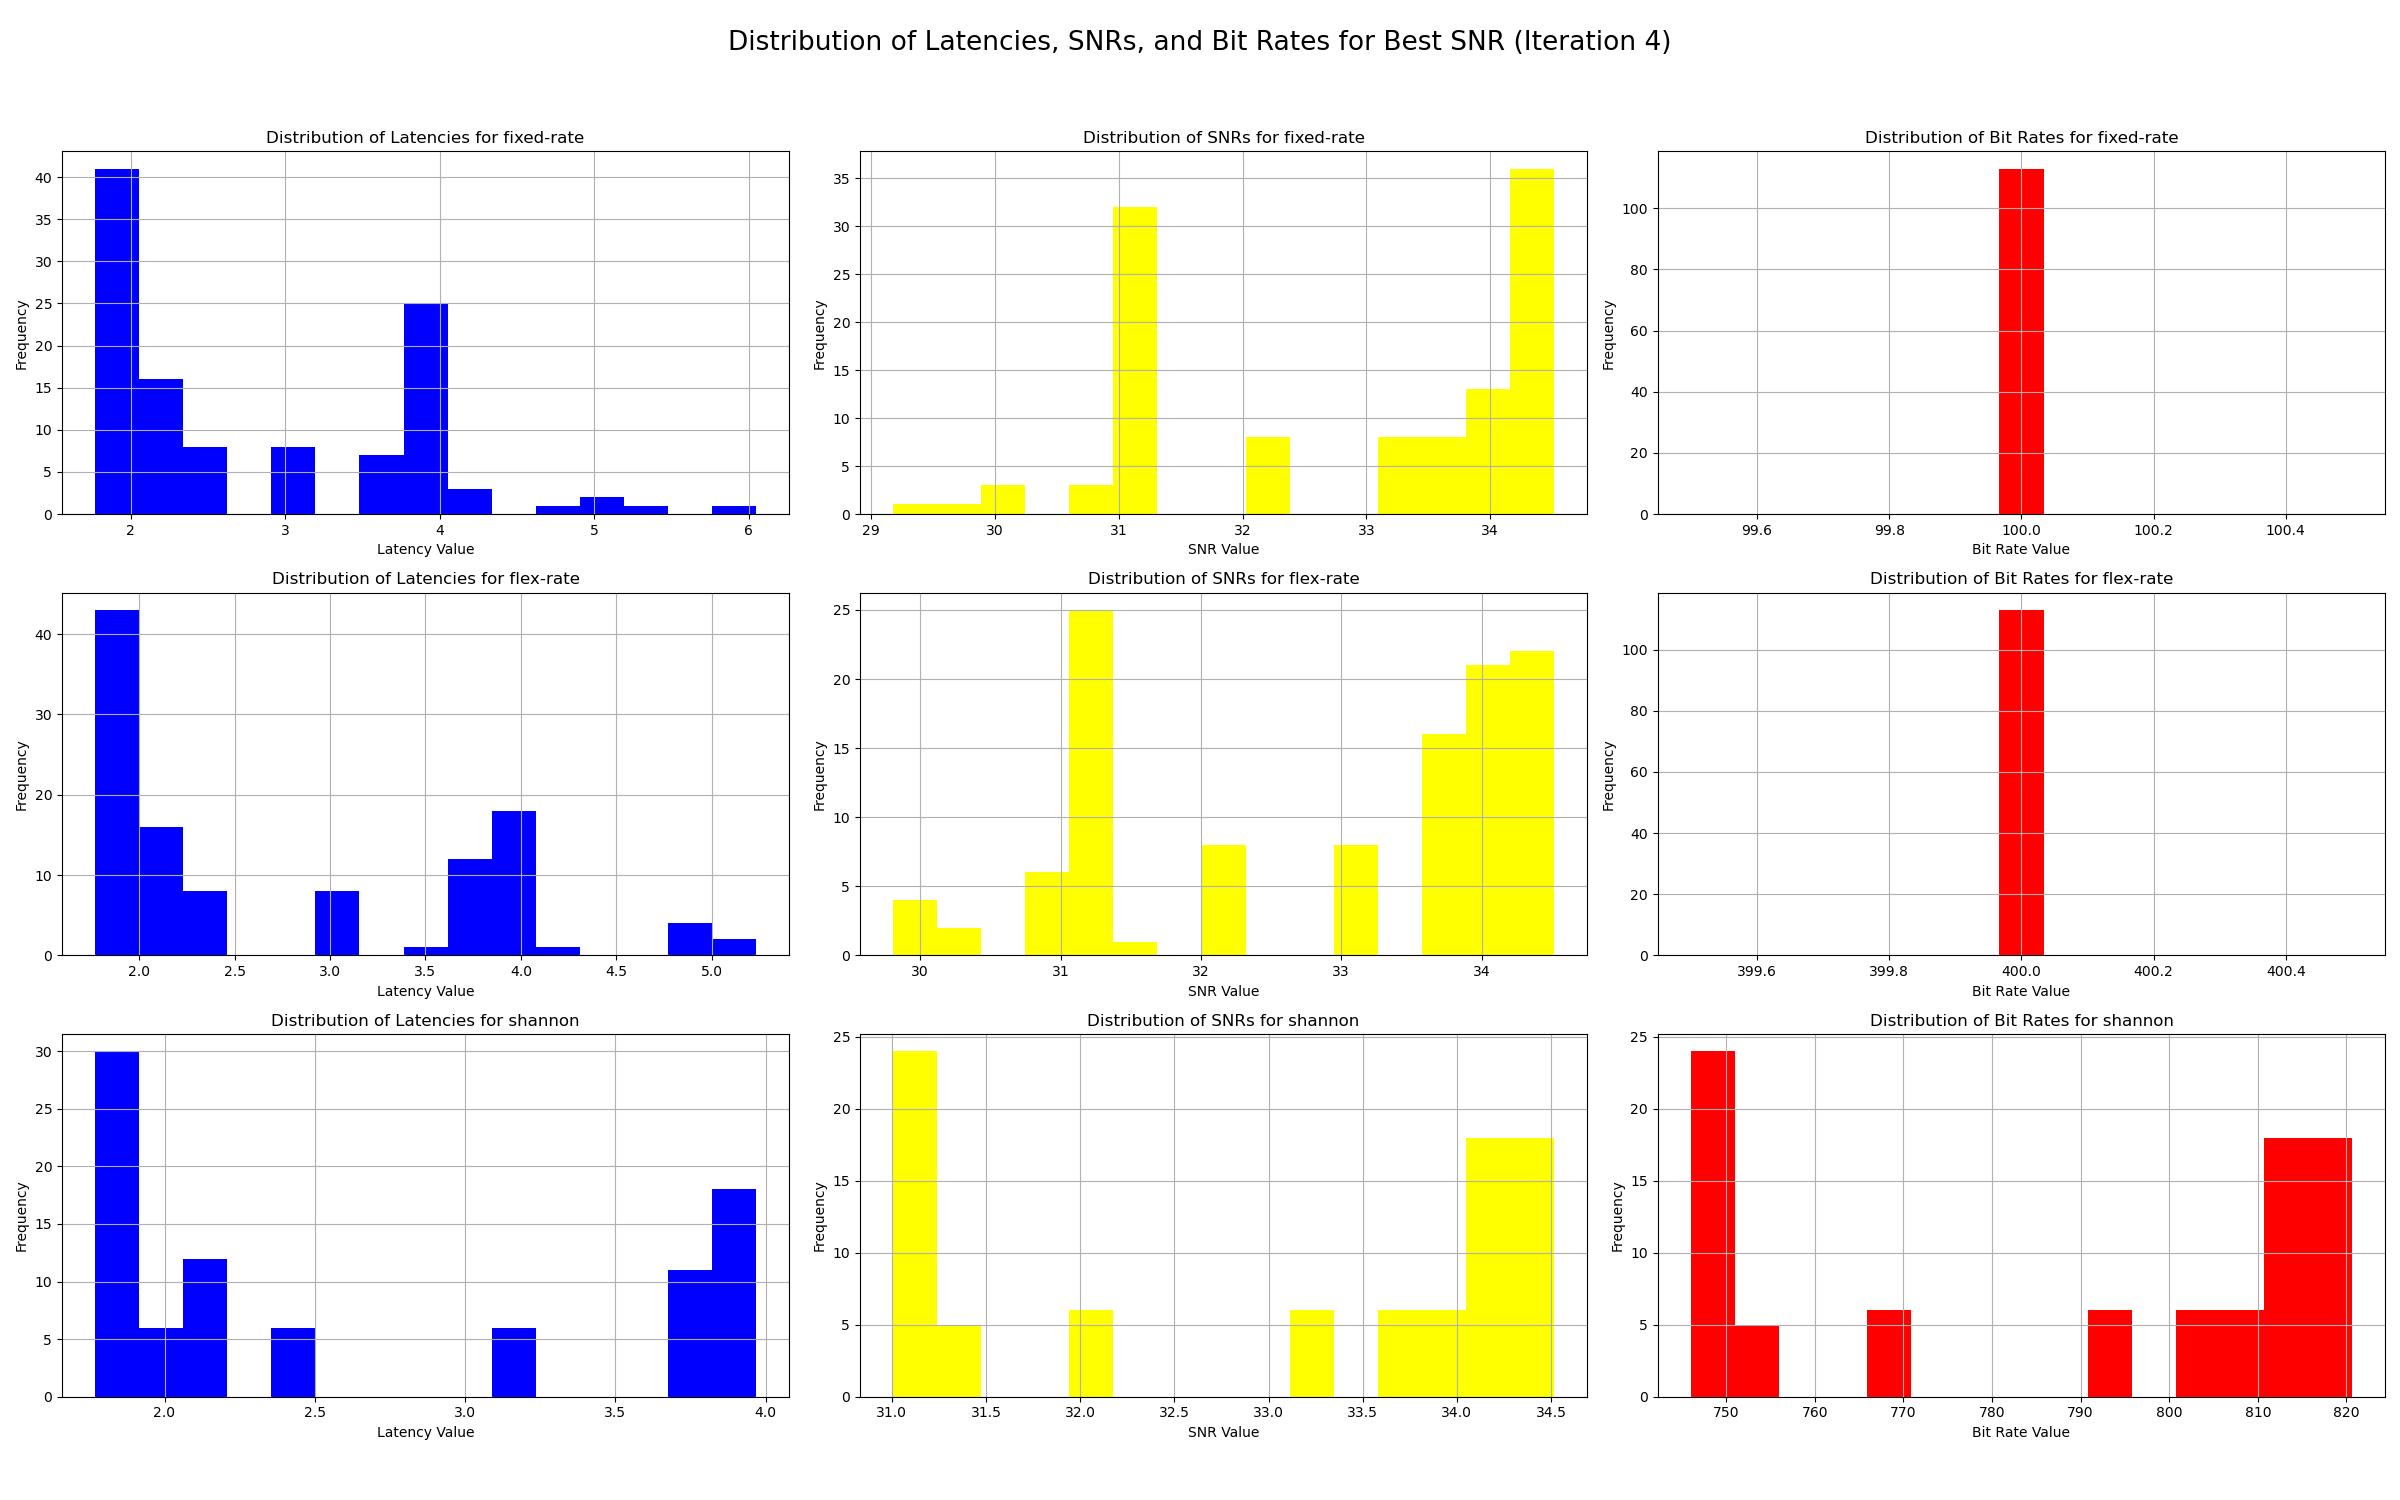 Distribution of Latencies, SNRs, and Bit Rates for Best SNR (Iteration 4)
Distribution of Latencies for fixed-rate
Frequency
0
5
10
15
20
25
30
35
40
2 3 4 5 6
Latency Value
Distribution of SNRs for fixed-rate
Frequency
0
5
10
15
20
25
30
35
29 30 31 32 33 34
SNR Value
Distribution of Bit Rates for fixed-rate
Frequency
0
20
40
60
80
100
99.6 99.8 100.0 100.2 100.4
Bit Rate Value
Distribution of Latencies for flex-rate
Frequency
0
10
20
30
40
2.0 2.5 3.0 3.5 4.0 4.5 5.0
Latency Value
Distribution of SNRs for flex-rate
Frequency
0
5
10
15
20
25
30 31 32 33 34
SNR Value
Distribution of Bit Rates for flex-rate
Frequency
0
20
40
60
80
100
399.6 399.8 400.0 400.2 400.4
Bit Rate Value
Distribution of Latencies for shannon
Frequency
0
5
10
15
20
25
30
2.0 2.5 3.0 3.5 4.0
Latency Value
Distribution of SNRs for shannon
Frequency
0
5
10
15
20
25
31.0 31.5 32.0 32.5 33.0 33.5 34.0 34.5
SNR Value
Distribution of Bit Rates for shannon
Frequency
0
5
10
15
20
25
750 760 770 780 790 800 810 820
Bit Rate Value